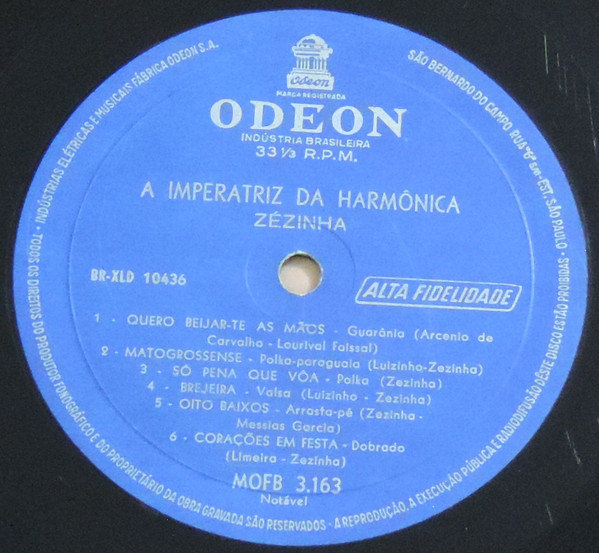 Odeon
MARCA REGISTRADA
ODEON
INDÚSTRIA BRASILEIRA
33 1/3 R.P.M.
A IMPERATRIZ DA HARMÔNICA
ZÉZINHA
BR-XLD 10436
ALTA FIDELIDADE
1 - QUERO BEIJAR-TE AS MÃOS - Guarânia (Arcenio de
Carvalho - Lourival Faissal)
2 - MATOGROSSENSE - Polka-paraguaia (Luizinho-Zezinha)
3 - SÓ PENA QUE VÔA - Polka (Zezinha)
4 - BREJEIRA - Valsa (Luizinho - Zezinha)
5 - OITO BAIXOS - Arrasta-pé (Zezinha -
Messias Garcia)
6 - CORAÇÕES EM FESTA - Dobrado
(Limeira - Zezinha)
MOFB 3.163
Notável
INDÚSTRIAS ELÉTRICAS E MUSICAIS FÁBRICA ODEON S.A.
SÃO BERNARDO DO CAMPO RUA "6" S/N - EST. SÃO PAULO
• TODOS OS DIREITOS DO PRODUTOR FONOGRÁFICO E DO PROPRIETÁRIO DA OBRA GRAVADA SÃO RESERVADOS - A REPRODUÇÃO, A EXECUÇÃO PÚBLICA E RADIODIFUSÃO DÊSTE DISCO ESTÃO PROIBIDAS •